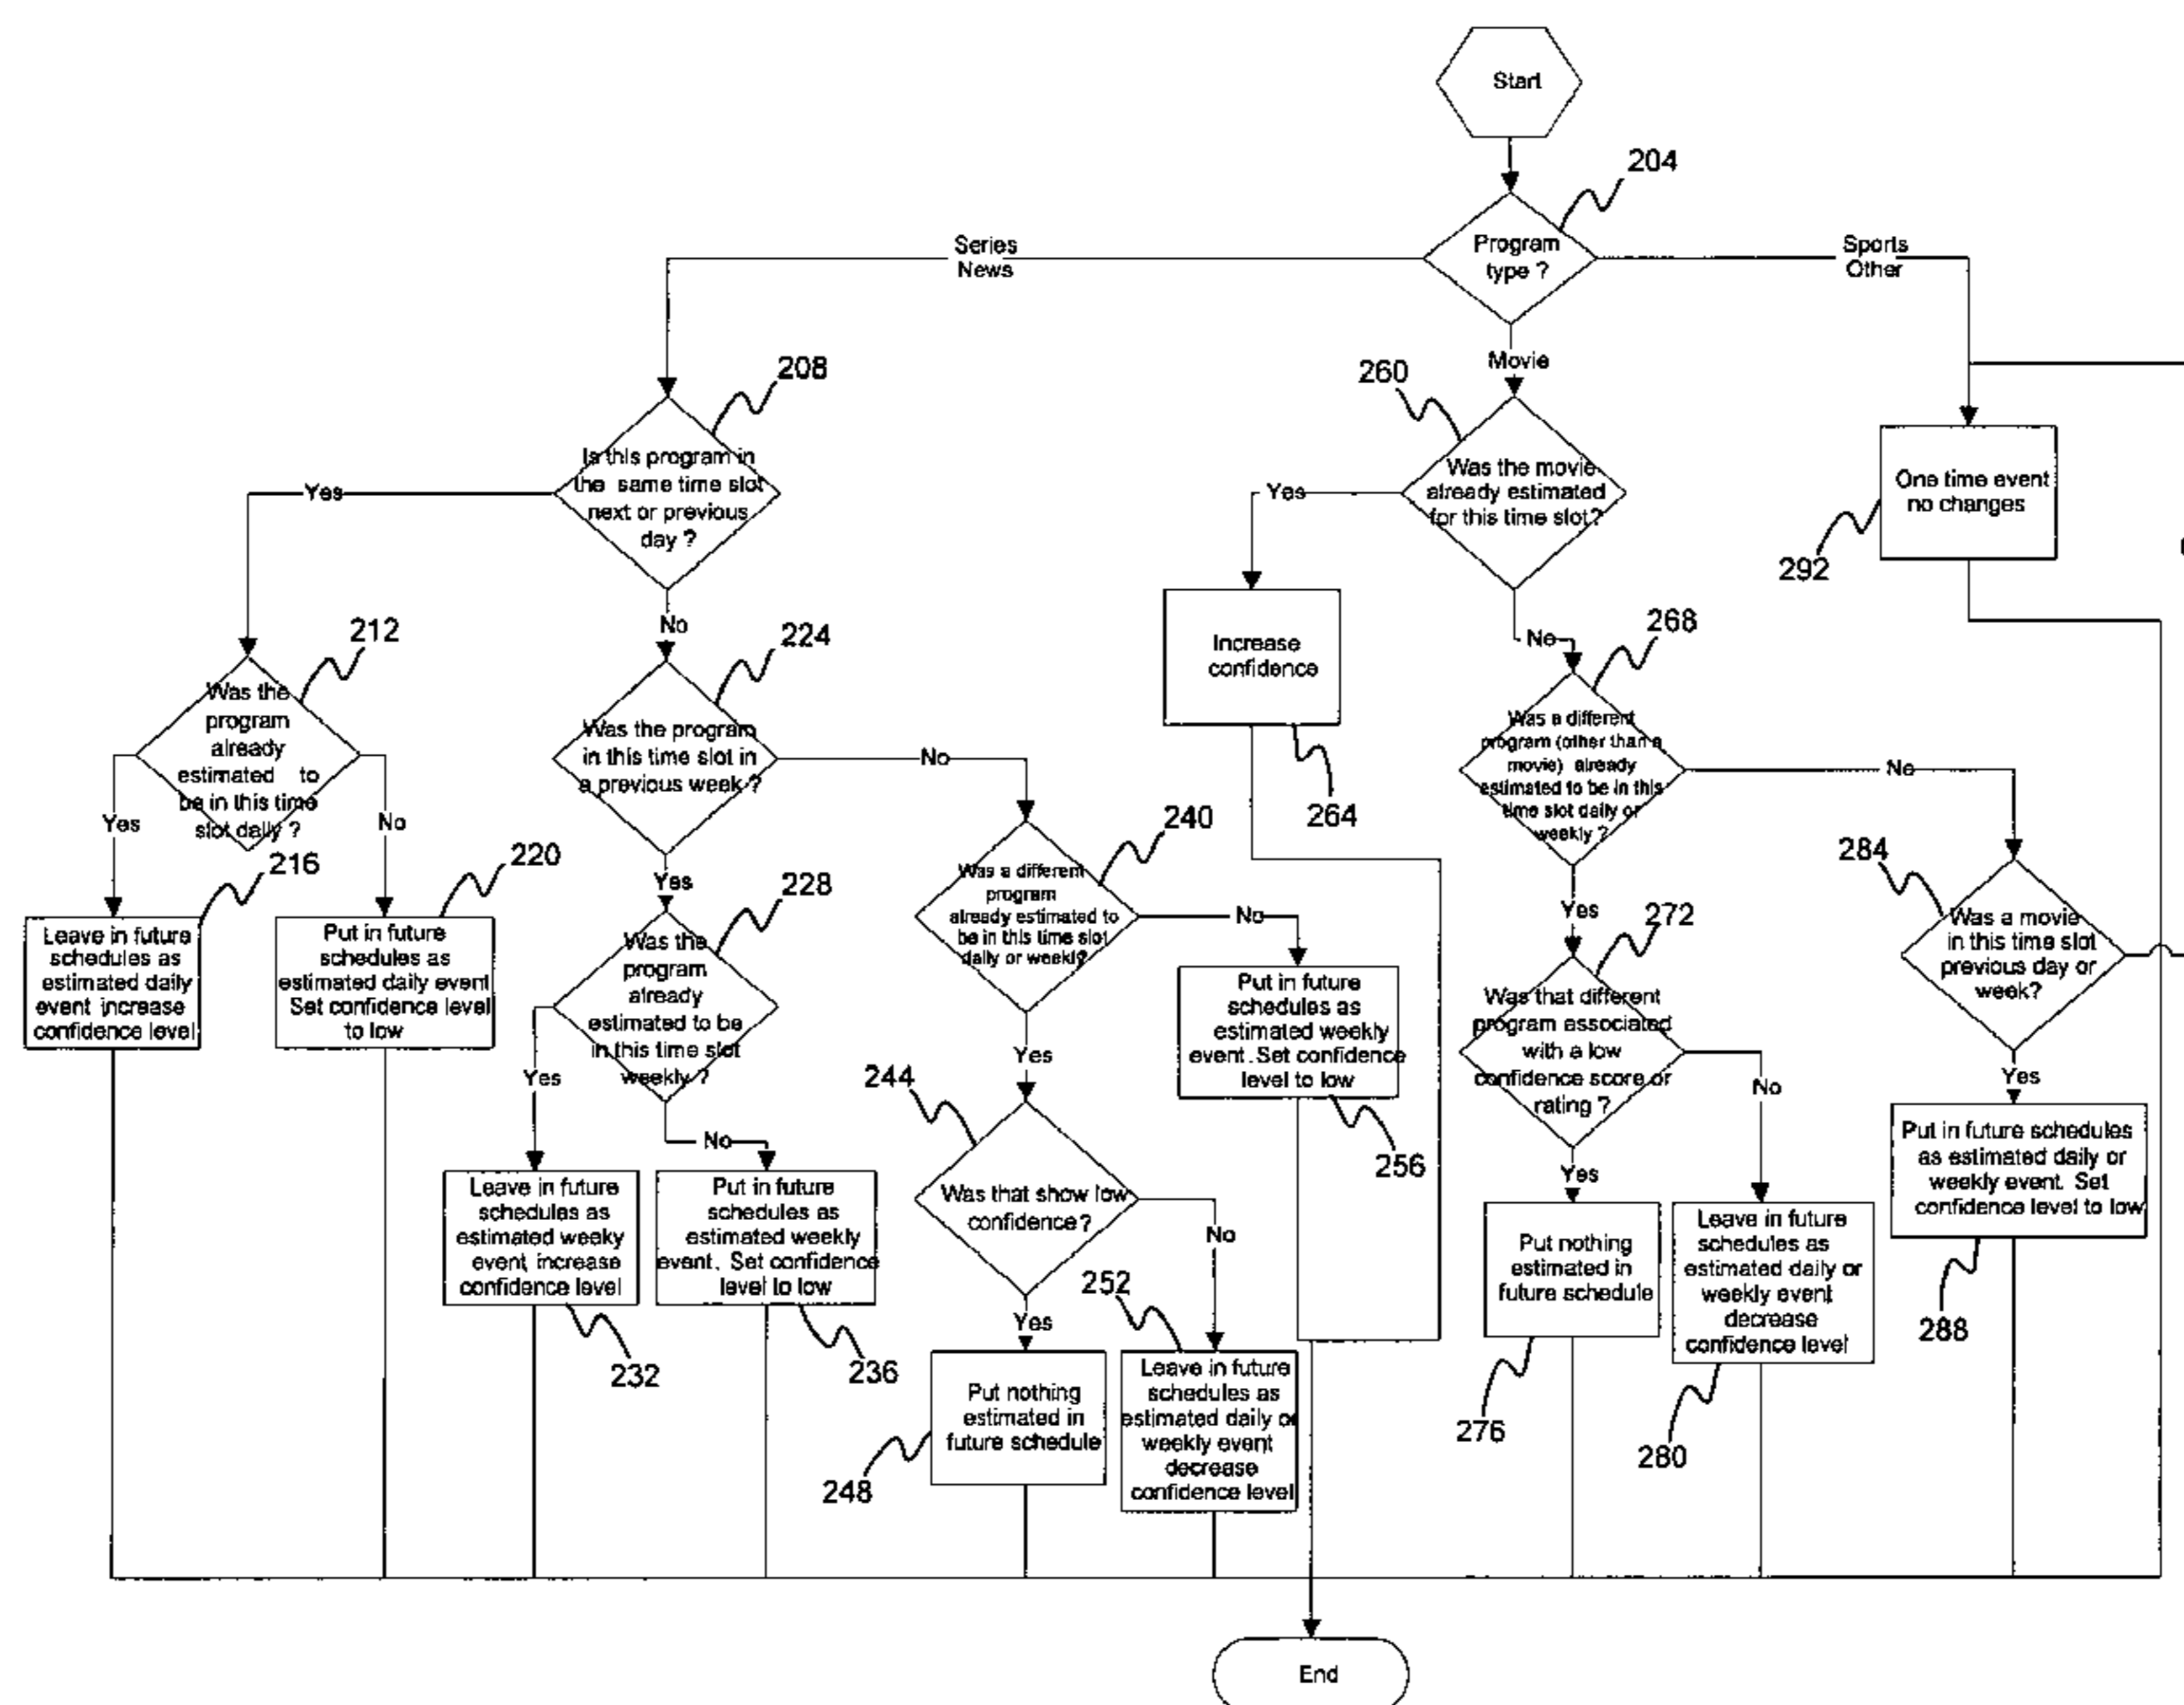 Start
204
Program
type ?
Series
News
Sports
Other
Movie
208
Is this program in
the same time slot
next or previous
day ?
Yes
No
260
Was the movie
already estimated
for this time slot?
Yes
No
One time event
no changes
292
212
Was the
program
already
estimated to
be in this time
slot daily ?
Yes
No
224
Was the program
in this time slot in
a previous week ?
No
Yes
Increase
confidence
264
268
Was a different
program (other than a
movie) already
estimated to be in this
time slot daily or
weekly ?
No
Yes
216
Leave in future
schedules as
estimated daily
event increase
confidence level
220
Put in future
schedules as
estimated daily event
Set confidence level
to low
228
Was the
program
already
estimated to be
in this time slot
weekly ?
Yes
No
240
Was a different
program
already estimated to
be in this time slot
daily or weekly?
No
Yes
Put in future
schedules as
estimated weekly
event. Set confidence
level to low
256
272
Was that different
program associated
with a low
confidence score or
rating ?
No
Yes
284
Was a movie
in this time slot
previous day or
week?
Yes
Put in future schedules
as estimated daily or
weekly event. Set
confidence level to low
288
Leave in future
schedules as
estimated weeky
event increase
confidence level
232
Put in future
schedules as
estimated weekly
event. Set confidence
level to low
236
244
Was that show low
confidence ?
No
Yes
Put nothing
estimated in
future schedule
248
252
Leave in future
schedules as
estimated daily or
weekly event
decrease
confidence level
Put nothing
estimated in
future schedule
276
Leave in future
schedules as
estimated daily or
weekly event
decrease
confidence level
280
End